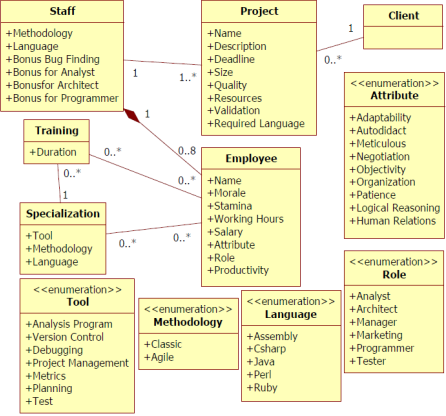 Staff
+Methodology
+Language
+Bonus Bug Finding
+Bonus for Analyst
+Bonusfor Architect
+Bonus for Programmer
1
1..*
Project
+Name
+Description
+Deadline
+Size
+Quality
+Resources
+Validation
+Required Language
1
0..*
Client
<<enumeration>>
Attribute
+Adaptability
+Autodidact
+Meticulous
+Negotiation
+Objectivity
+Organization
+Patience
+Logical Reasoning
+Human Relations
1
0..8
Training
+Duration
0..*
0..*
0..*
1
Employee
+Name
+Morale
+Stamina
+Working Hours
+Salary
+Attribute
+Role
+Productivity
Specialization
+Tool
+Methodology
+Language
0..*
0..*
<<enumeration>>
Tool
+Analysis Program
+Version Control
+Debugging
+Project Management
+Metrics
+Planning
+Test
<<enumeration>>
Methodology
+Classic
+Agile
<<enumeration>>
Language
+Assembly
+Csharp
+Java
+Perl
+Ruby
<<enumeration>>
Role
+Analyst
+Architect
+Manager
+Marketing
+Programmer
+Tester